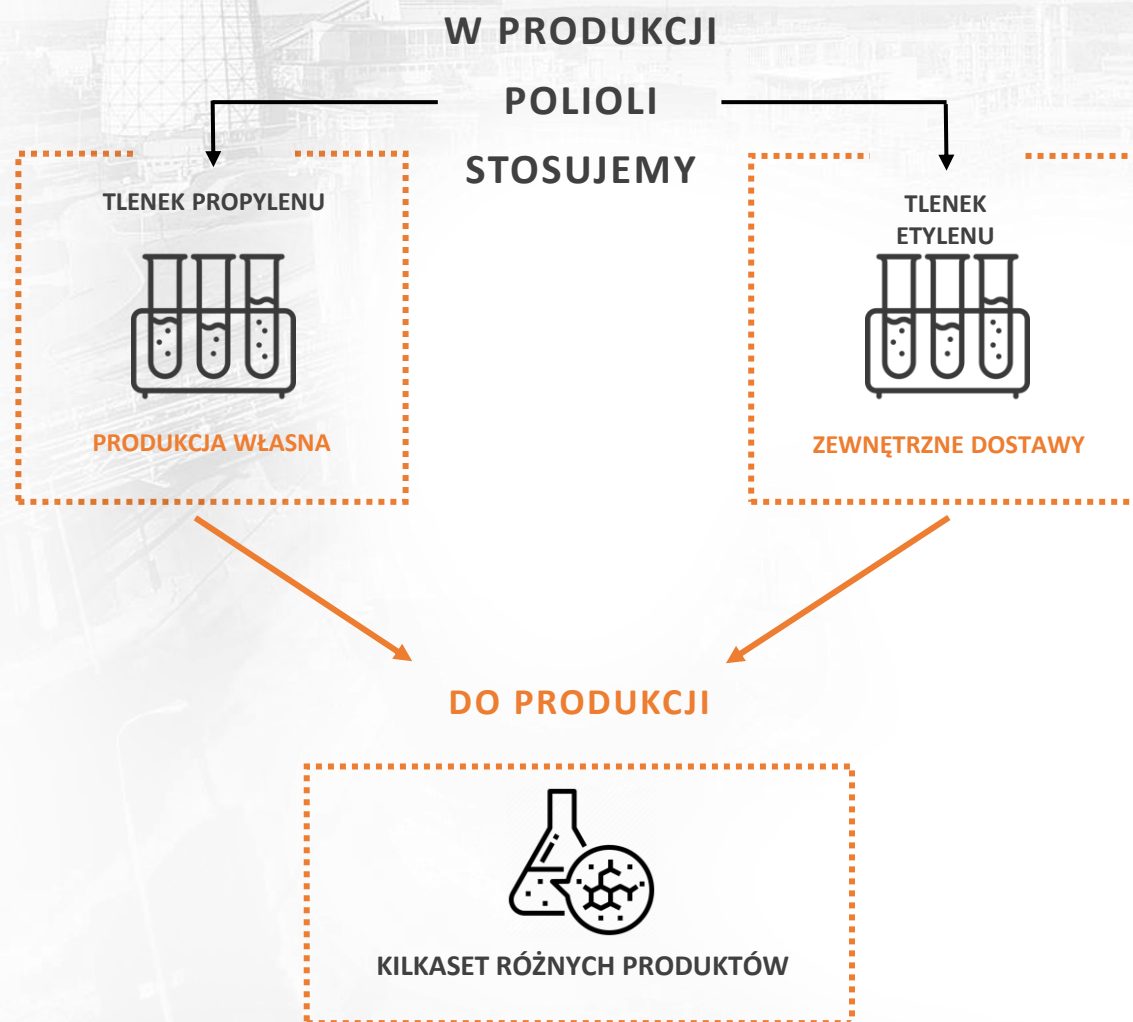 W PRODUKCJI
POLIOLI
STOSUJEMY
TLENEK PROPYLENU
PRODUKCJA WŁASNA
TLENEK
ETYLENU
ZEWNĘTRZNE DOSTAWY
DO PRODUKCJI
KILKASET RÓŻNYCH PRODUKTÓW